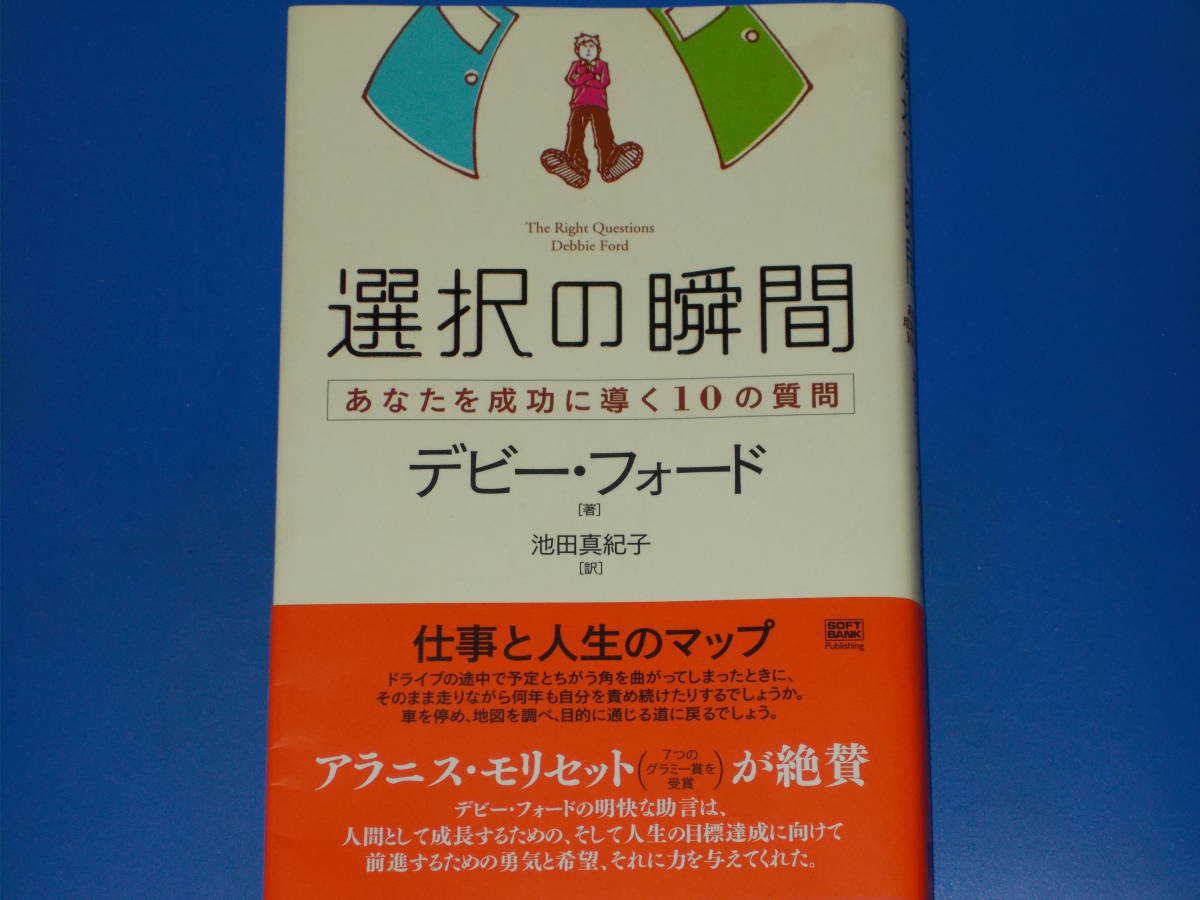 The Right Questions
Debbie Ford
選択の瞬間
あなたを成功に導く10の質問
デビー・フォード
[著]
池田真紀子
[訳]
仕事と人生のマップ
SOFT
BANK
Publishing
ドライブの途中で予定とちがう角を曲がってしまったときに、
そのまま走りながら何年も自分を責め続けたりするでしょうか。
車を停め、地図を調べ、目的に通じる道に戻るでしょう。
アラニス・モリセット(7つのグラミー賞を受賞)が絶賛
デビー・フォードの明快な助言は、
人間として成長するための、そして人生の目標達成に向けて
前進するための勇気と希望、それに力を与えてくれた。